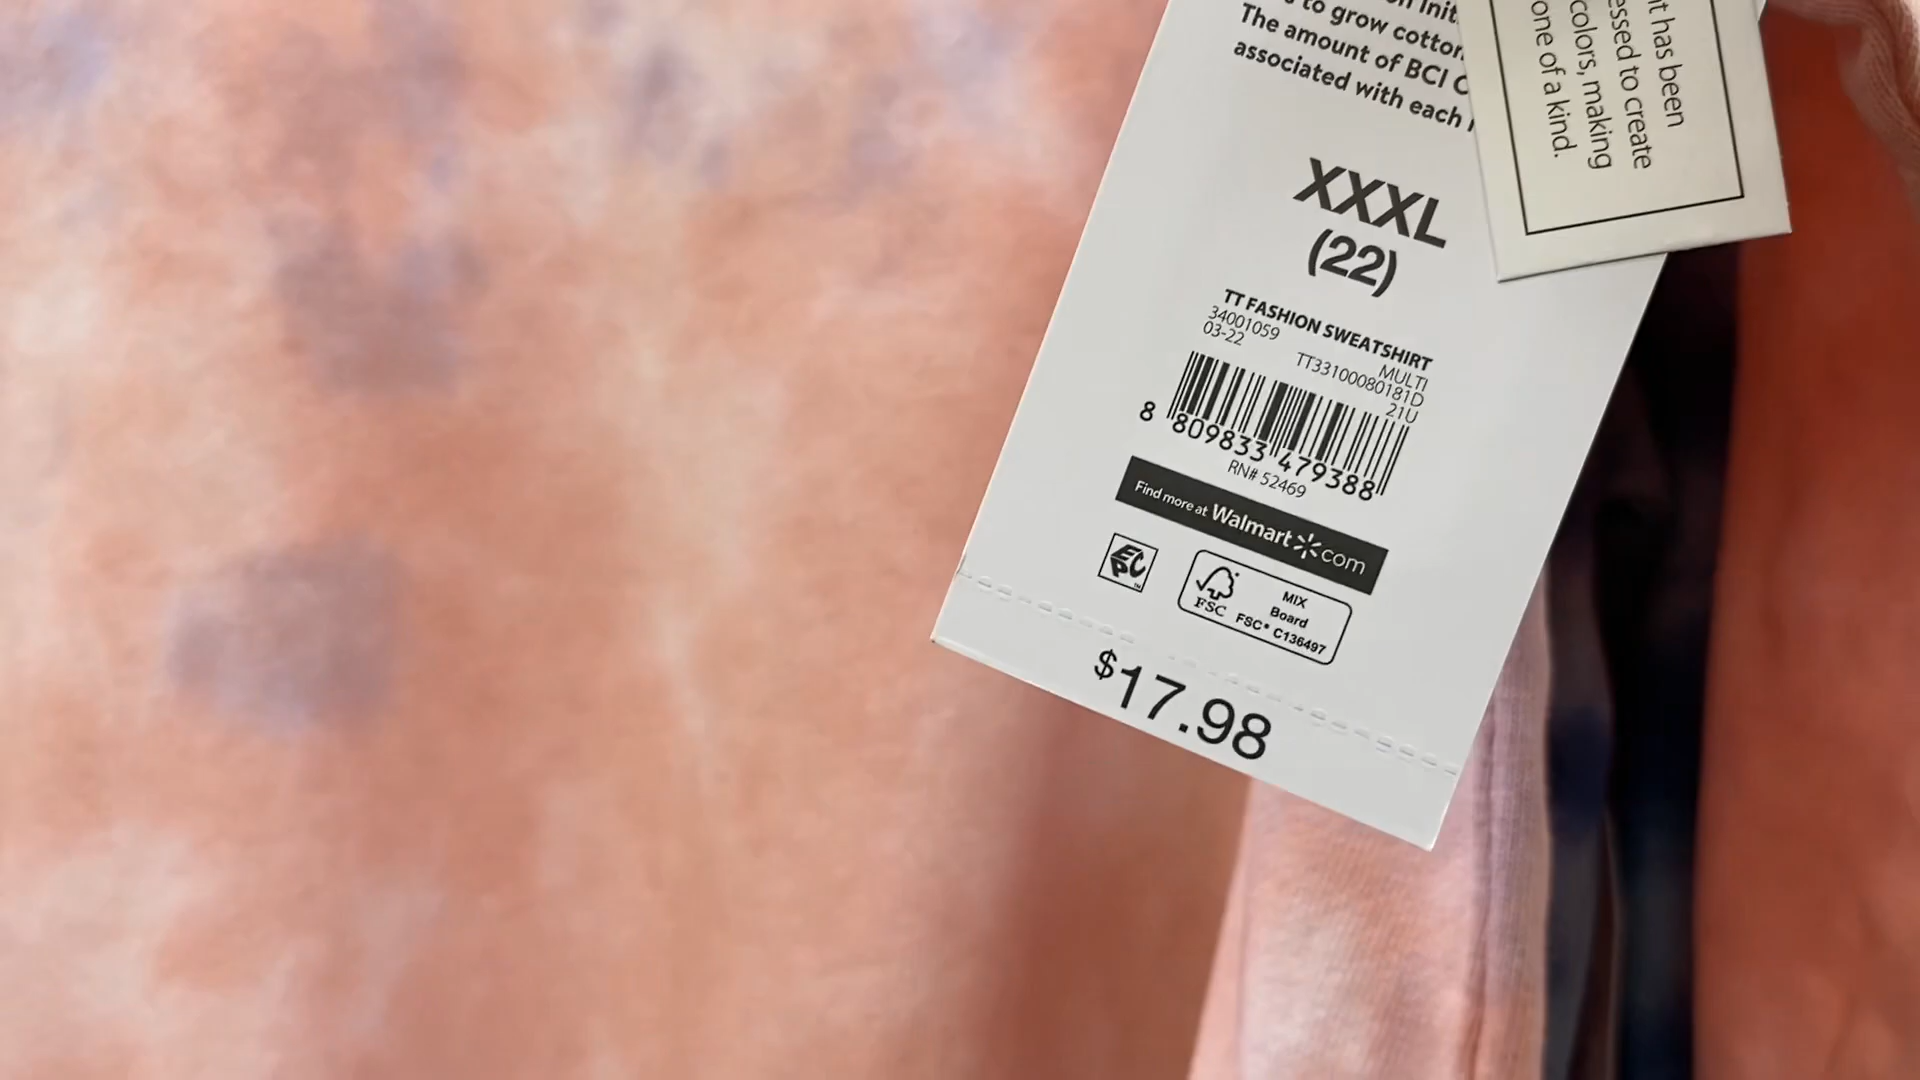 to grow cotton
The amount of BCI
associated with each
XXXL
(22)
TT FASHION SWEATSHIRT
34001059
MULTI
03-22
TT33100080181D
21U
8 809833 479388
RN# 52469
Find more at Walmart com
EPC
FSC
MIX
Board
FSC® C136497
$17.98
it has been
to create
colors, making
one of a kind.